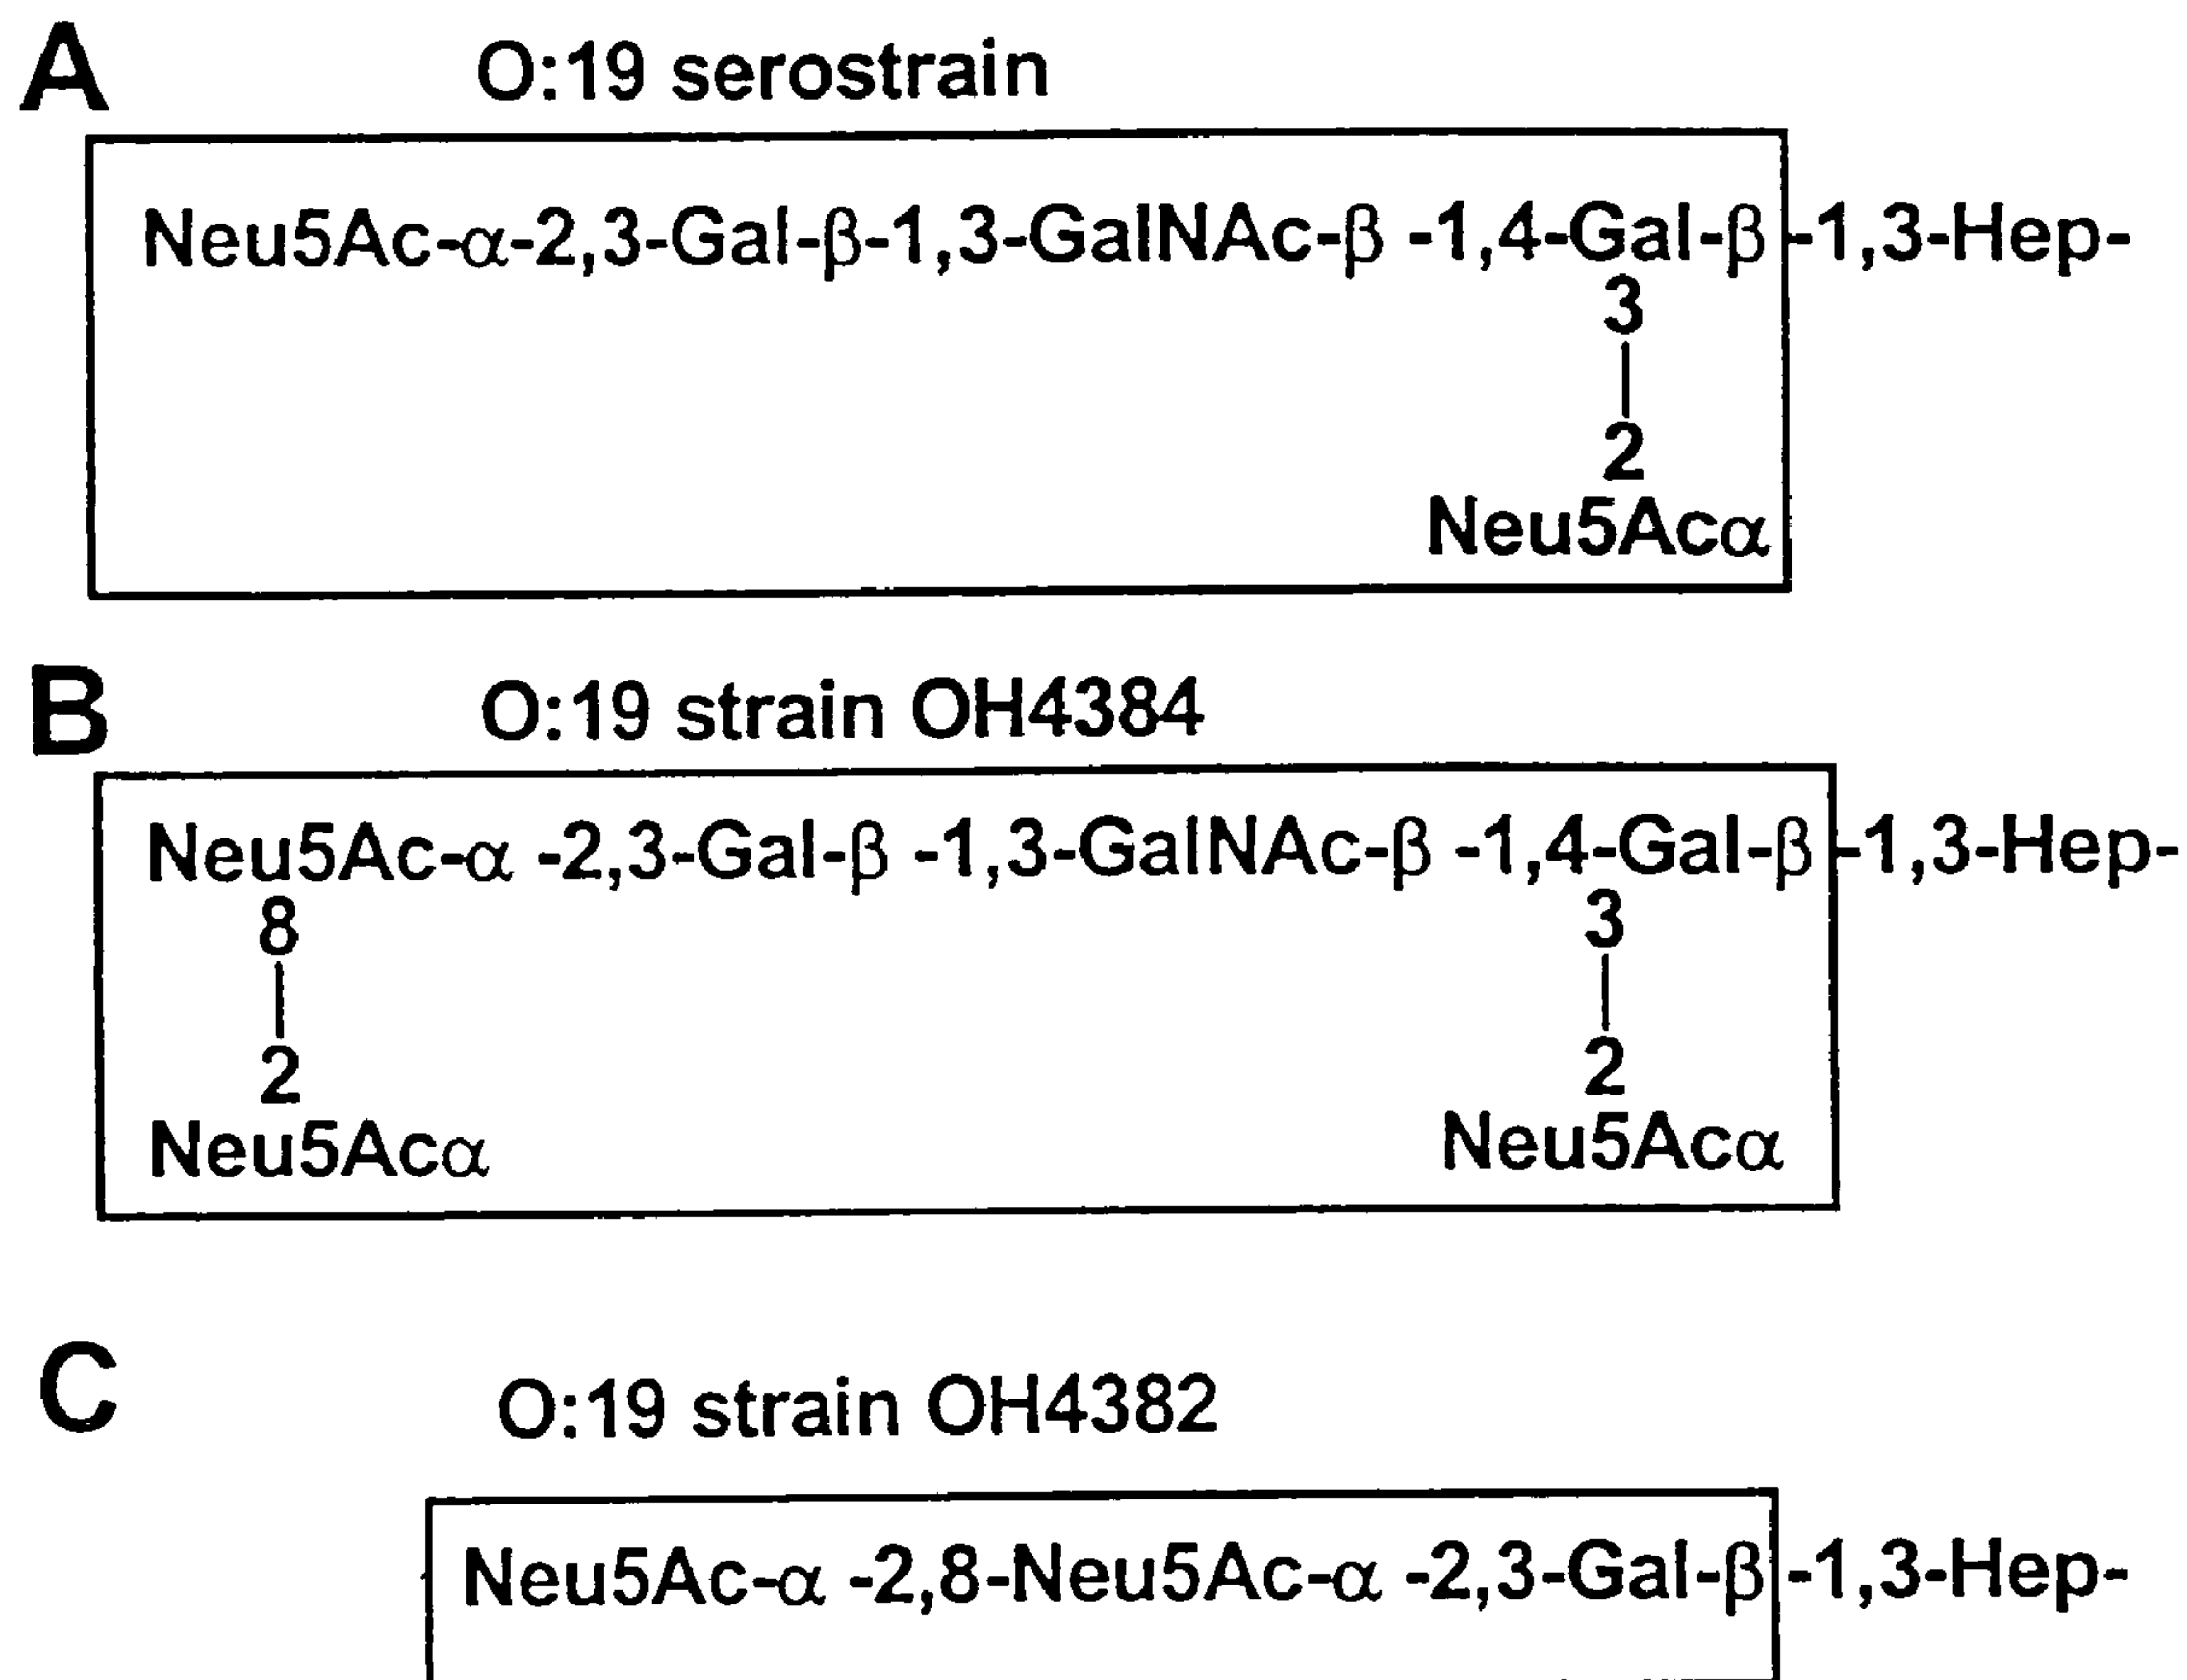 A
O:19 serostrain
Neu5Ac-α-2,3-Gal-β-1,3-GalNAc-β -1,4-Gal-β -1,3-Hep-
3
2
Neu5Acα
B
O:19 strain OH4384
Neu5Ac-α -2,3-Gal-β -1,3-GalNAc-β -1,4-Gal-β -1,3-Hep-
8 3
2 2
Neu5Acα Neu5Acα
C
O:19 strain OH4382
Neu5Ac-α -2,8-Neu5Ac-α -2,3-Gal-β -1,3-Hep-